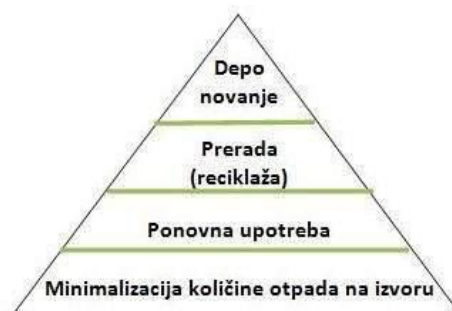 Depo
novanje
Prerada
(reciklaža)
Ponovna upotreba
Minimalizacija količine otpada na izvoru